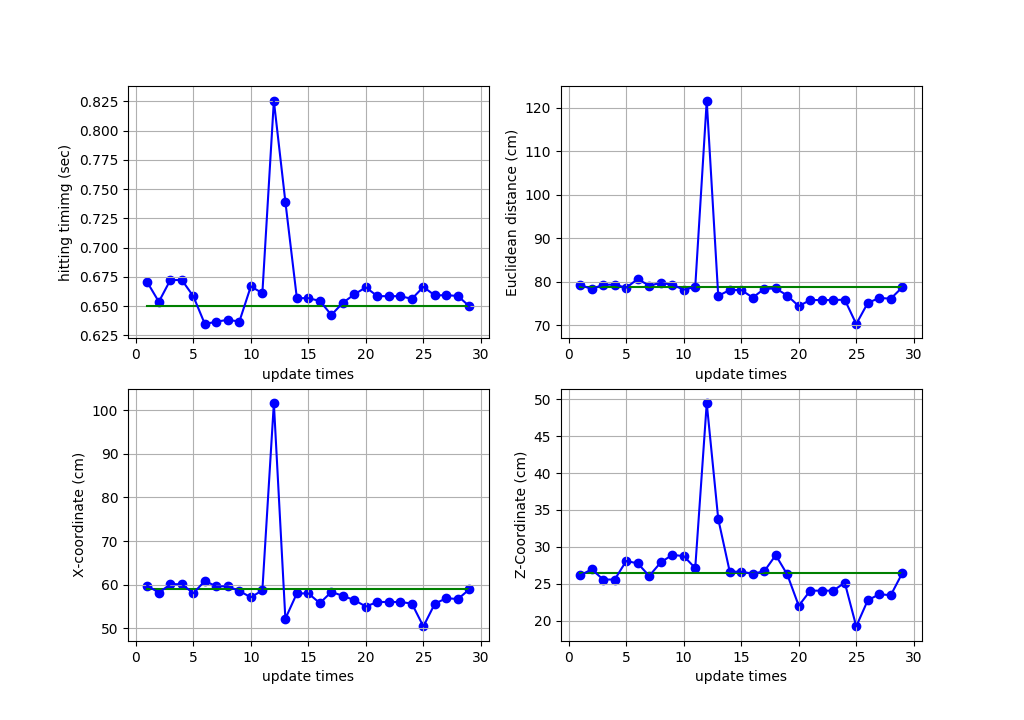 0.825
0.800
0.775
0.750
0.725
0.700
0.675
0.650
0.625
hitting timimg (sec)
0 5 10 15 20 25 30
update times
120
110
100
90
80
70
Euclidean distance (cm)
0 5 10 15 20 25 30
update times
100
90
80
70
60
50
X-coordinate (cm)
0 5 10 15 20 25 30
update times
50
45
40
35
30
25
20
Z-Coordinate (cm)
0 5 10 15 20 25 30
update times